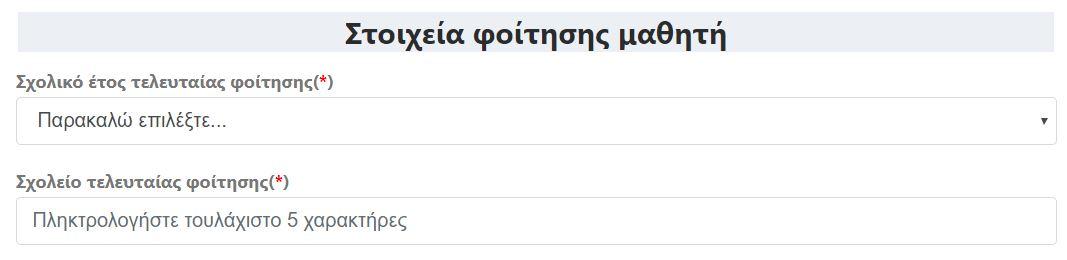 Στοιχεία φοίτησης μαθητή
Σχολικό έτος τελευταίας φοίτησης(*)
Παρακαλώ επιλέξτε...
Σχολείο τελευταίας φοίτησης(*)
Πληκτρολογήστε τουλάχιστο 5 χαρακτήρες